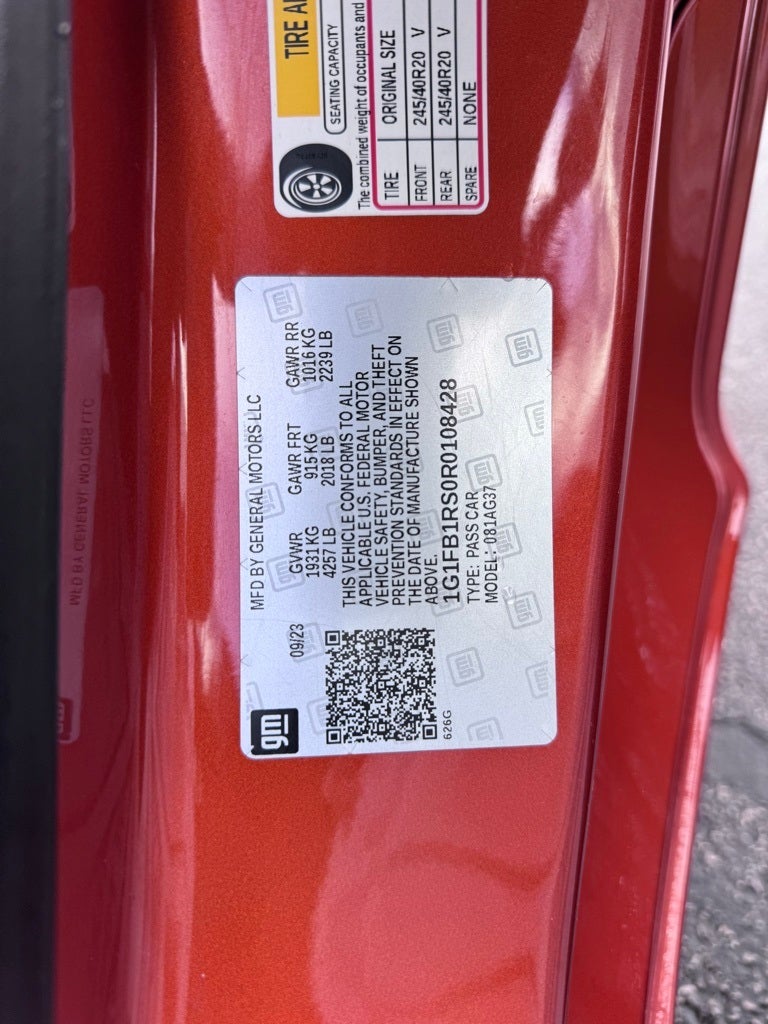 TIRE A
SEATING CAPACITY
The combined weight of occupants and
TIRE ORIGINAL SIZE
FRONT 245/40R20 V
REAR 245/40R20 V
SPARE NONE
gm
09/23
MFD BY GENERAL MOTORS LLC
GVWR GAWR FRT GAWR RR
1931 KG 915 KG 1016 KG
4257 LB 2018 LB 2239 LB
THIS VEHICLE CONFORMS TO ALL
APPLICABLE U.S. FEDERAL MOTOR
VEHICLE SAFETY, BUMPER, AND THEFT
PREVENTION STANDARDS IN EFFECT ON
THE DATE OF MANUFACTURE SHOWN
ABOVE.
1G1FB1RS0R0108428
TYPE: PASS CAR
MODEL: 081AG37
626G